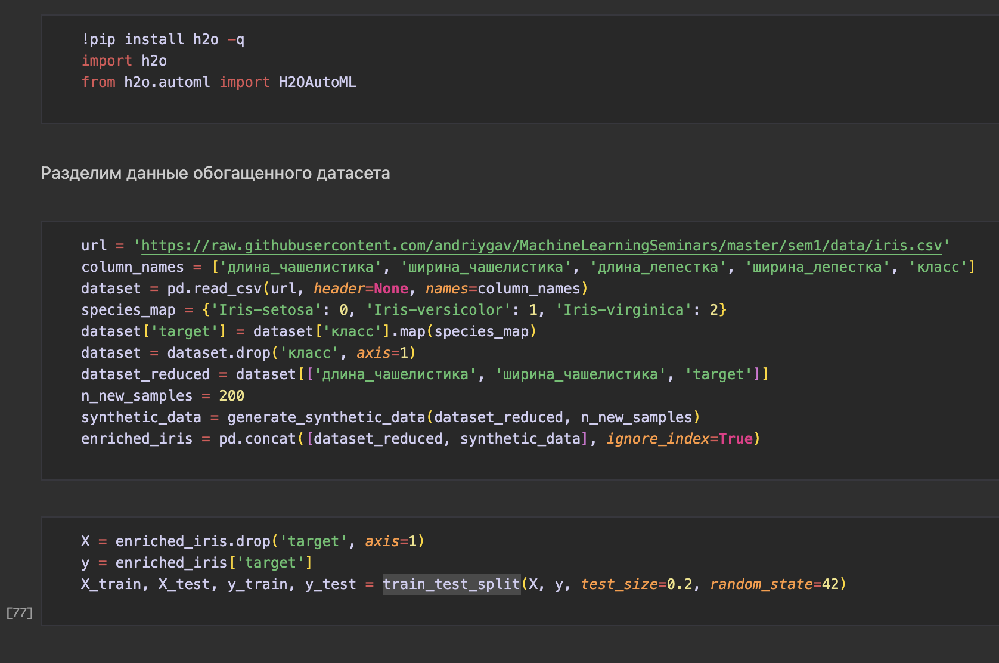 !pip install h2o -q
import h2o
from h2o.automl import H2OAutoML
Разделим данные обогащенного датасета
url = 'https://raw.githubusercontent.com/andriygav/MachineLearningSeminars/master/sem1/data/iris.csv'
column_names = ['длина_чашелистика', 'ширина_чашелистика', 'длина_лепестка', 'ширина_лепестка', 'класс']
dataset = pd.read_csv(url, header=None, names=column_names)
species_map = {'Iris-setosa': 0, 'Iris-versicolor': 1, 'Iris-virginica': 2}
dataset['target'] = dataset['класс'].map(species_map)
dataset = dataset.drop('класс', axis=1)
dataset_reduced = dataset[['длина_чашелистика', 'ширина_чашелистика', 'target']]
n_new_samples = 200
synthetic_data = generate_synthetic_data(dataset_reduced, n_new_samples)
enriched_iris = pd.concat([dataset_reduced, synthetic_data], ignore_index=True)
X = enriched_iris.drop('target', axis=1)
y = enriched_iris['target']
X_train, X_test, y_train, y_test = train_test_split(X, y, test_size=0.2, random_state=42)
[77]